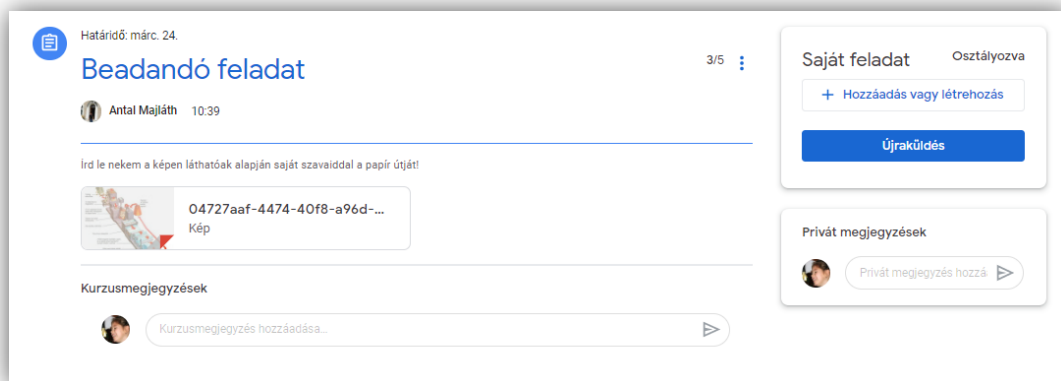 Határidő: márc. 24.
Beadandó feladat
3/5
Antal Majláth 10:39
Írd le nekem a képen láthatóak alapján saját szavaiddal a papír útját!
04727aaf-4474-40f8-a96d-...
Kép
Kurzusmegjegyzések
Kurzusmegjegyzés hozzáadása...
Saját feladat Osztályozva
+ Hozzáadás vagy létrehozás
Újraküldés
Privát megjegyzések
Privát megjegyzés hozzá